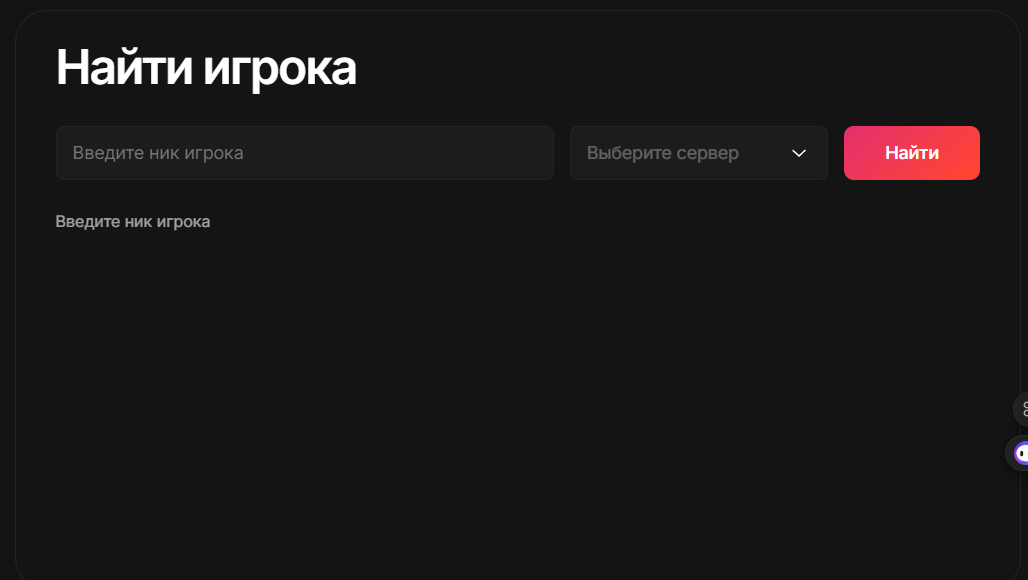 Найти игрока
Введите ник игрока
Выберите сервер
Найти
Введите ник игрока